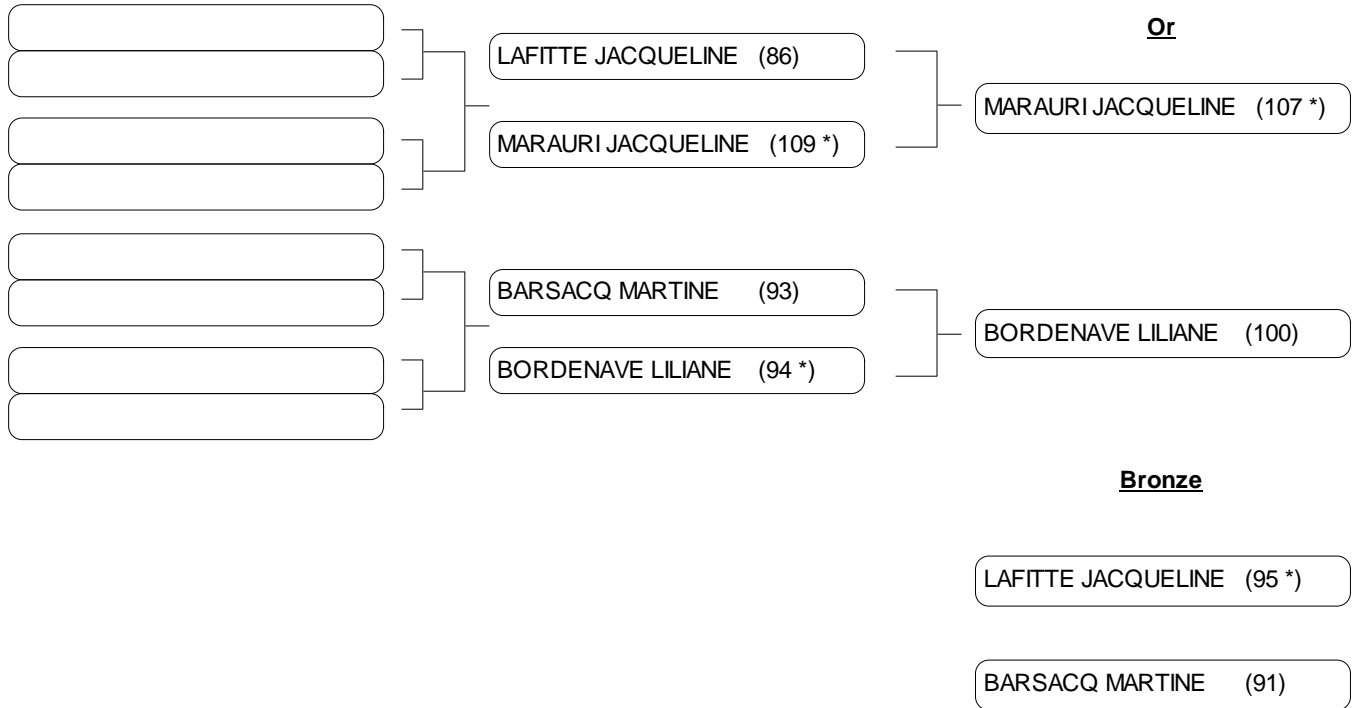 Or
LAFITTE JACQUELINE (86)
MARAURI JACQUELINE (107 *)
MARAURI JACQUELINE (109 *)
BARSACQ MARTINE (93)
BORDENAVE LILIANE (100)
BORDENAVE LILIANE (94 *)
Bronze
LAFITTE JACQUELINE (95 *)
BARSACQ MARTINE (91)